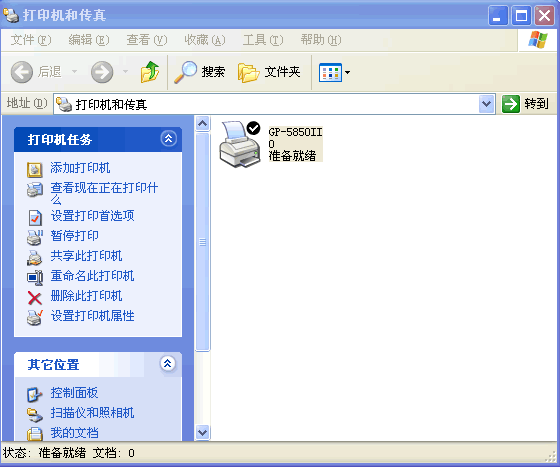 打印机和传真
文件(F) 编辑(E) 查看(V) 收藏(A) 工具(T) 帮助(H)
后退 搜索 文件夹
地址(D) 打印机和传真 转到
打印机任务
添加打印机
查看现在正在打印什
么
设置打印首选项
暂停打印
共享此打印机
重命名此打印机
删除此打印机
设置打印机属性
其它位置
控制面板
扫描仪和照相机
我的文档
GP-5850II
0
准备就绪
状态: 准备就绪 文档: 0